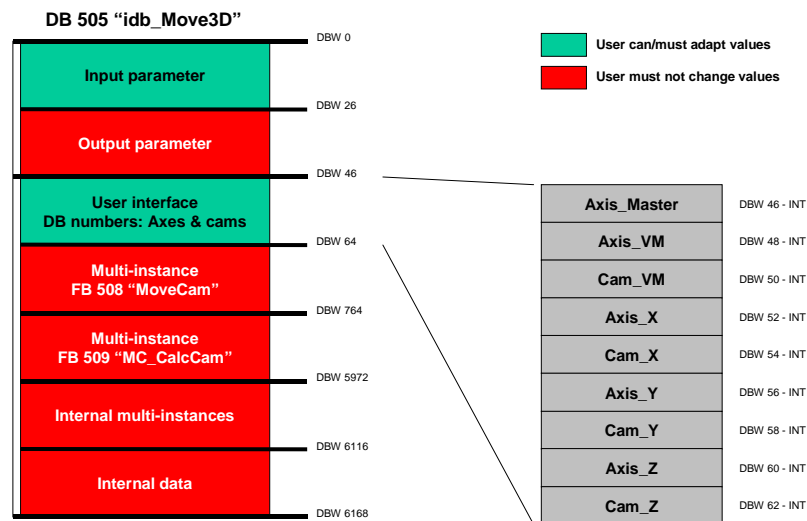 DB 505 “idb_Move3D”
DBW 0
Input parameter
DBW 26
Output parameter
DBW 46
User interface
DB numbers: Axes & cams
DBW 64
Multi-instance
FB 508 “MoveCam”
DBW 764
Multi-instance
FB 509 “MC_CalcCam”
DBW 5972
Internal multi-instances
DBW 6116
Internal data
DBW 6168
User can/must adapt values
User must not change values
Axis_Master DBW 46 - INT
Axis_VM DBW 48 - INT
Cam_VM DBW 50 - INT
Axis_X DBW 52 - INT
Cam_X DBW 54 - INT
Axis_Y DBW 56 - INT
Cam_Y DBW 58 - INT
Axis_Z DBW 60 - INT
Cam_Z DBW 62 - INT